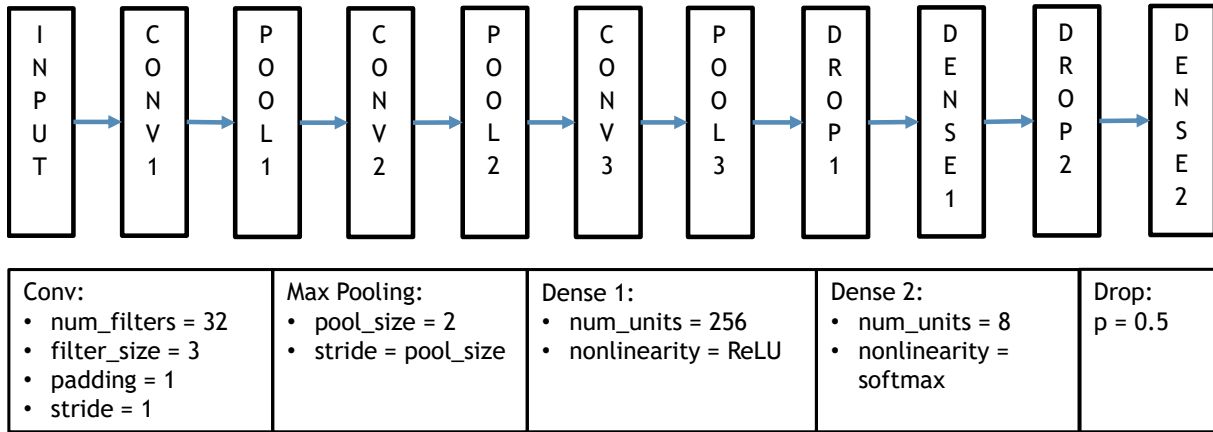 INPUT
CONV1
POOL1
CONV2
POOL2
CONV3
POOL3
DROP1
DENSE1
DROP2
DENSE2
Conv:
• num_filters = 32
• filter_size = 3
• padding = 1
• stride = 1
Max Pooling:
• pool_size = 2
• stride = pool_size
Dense 1:
• num_units = 256
• nonlinearity = ReLU
Dense 2:
• num_units = 8
• nonlinearity =
softmax
Drop:
p = 0.5